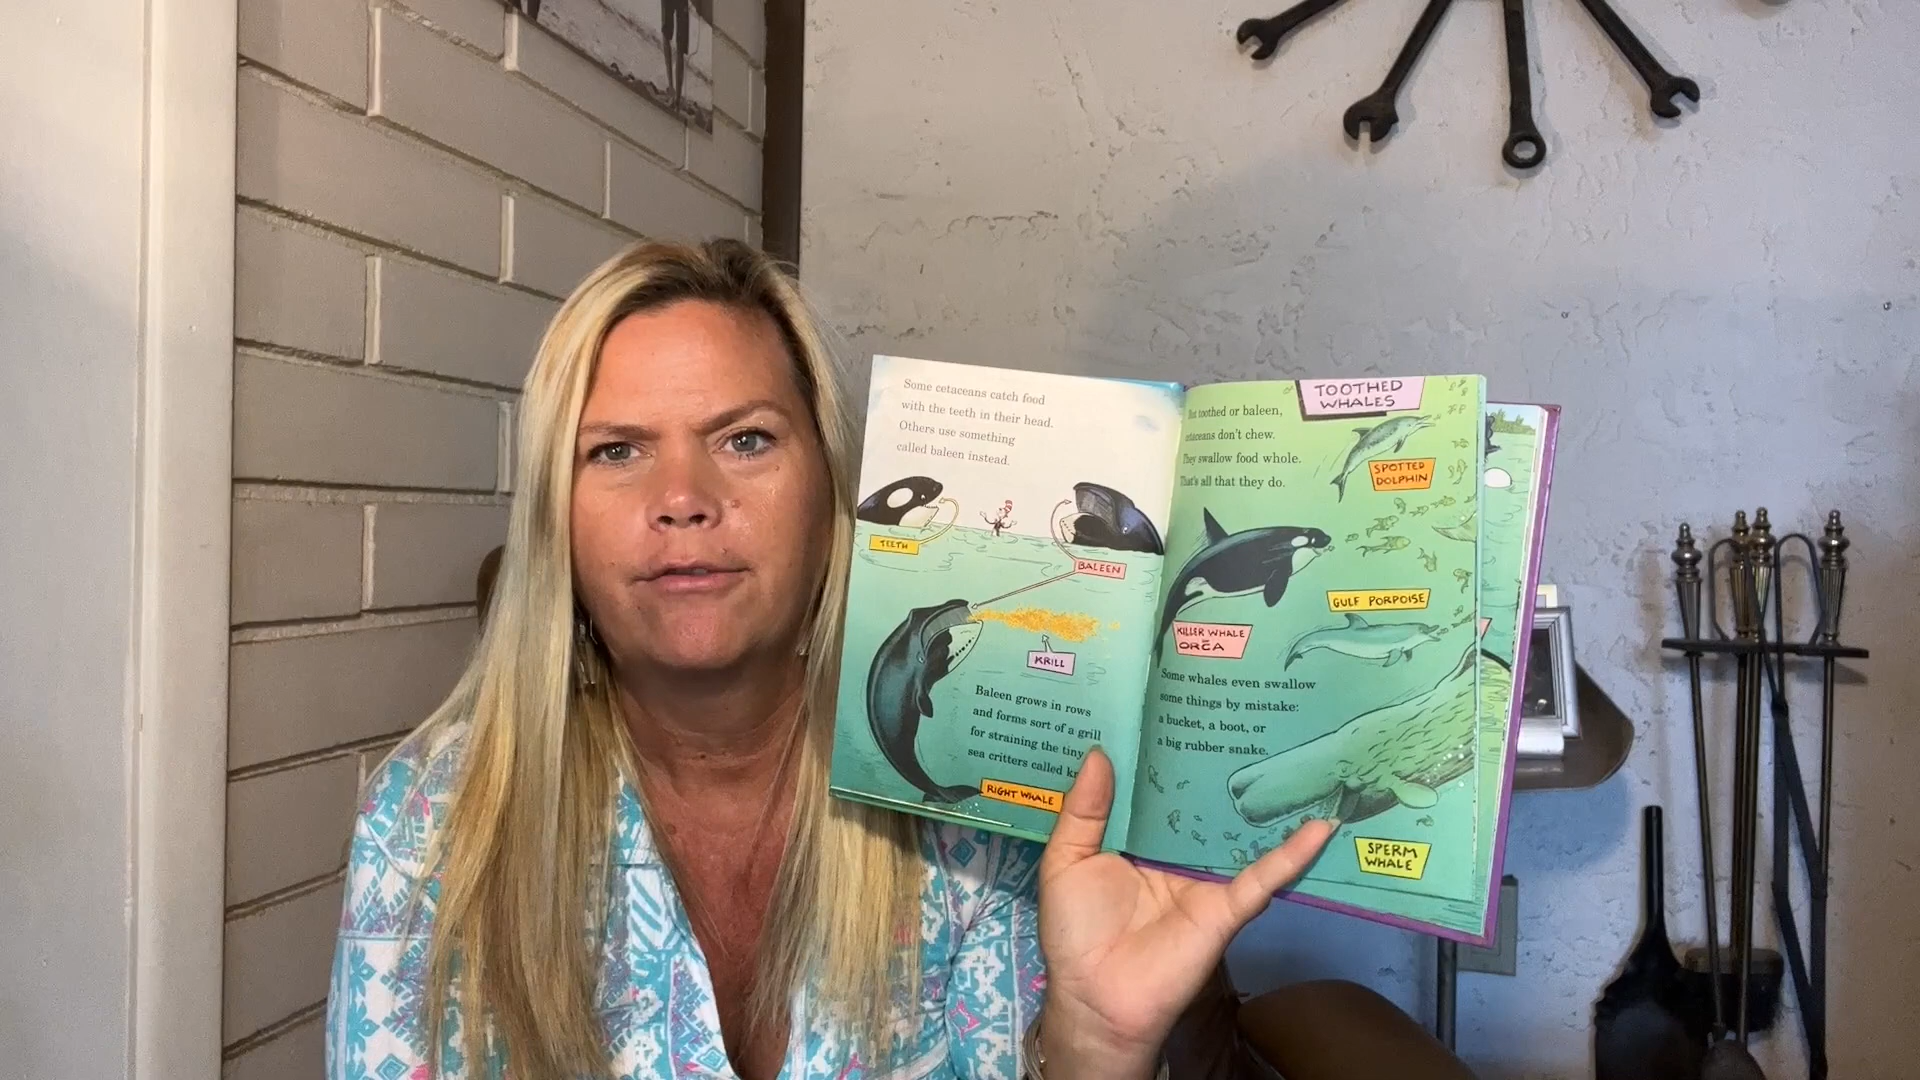 Some cetaceans catch food
with the teeth in their head.
Others use something
called baleen instead.
TEETH
BALEEN
KRILL
Baleen grows in rows
and forms sort of a grill
for straining the tiny
sea critters called
RIGHT WHALE
TOOTHED
WHALES
But toothed or baleen,
cetaceans don't chew.
They swallow food whole.
That's all that they do.
SPOTTED
DOLPHIN
KILLER WHALE
OR
ORCA
GULF PORPOISE
Some whales even swallow
some things by mistake:
a bucket, a boot, or
a big rubber snake.
SPERM
WHALE